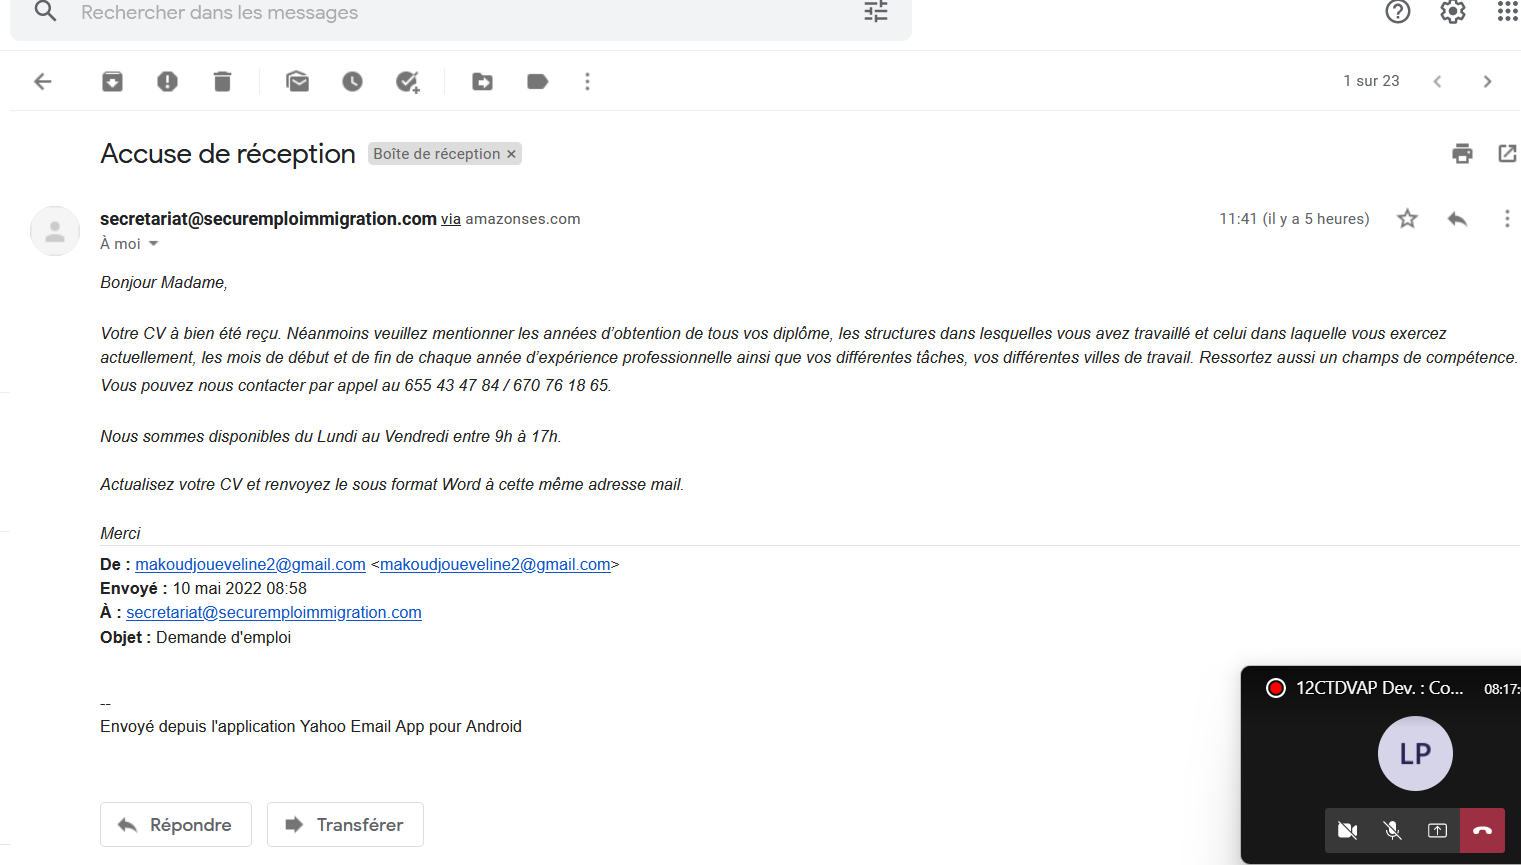 Rechercher dans les messages
1 sur 23
Accuse de réception
Boîte de réception ×
secretariat@securemploimmigration.com via amazonses.com
11:41 (il y a 5 heures)
À moi
Bonjour Madame,
Votre CV à bien été reçu. Néanmoins veuillez mentionner les années d’obtention de tous vos diplôme, les structures dans lesquelles vous avez travaillé et celui dans laquelle vous exercez
actuellement, les mois de début et de fin de chaque année d’expérience professionnelle ainsi que vos différentes tâches, vos différentes villes de travail. Ressortez aussi un champs de compétence.
Vous pouvez nous contacter par appel au 655 43 47 84 / 670 76 18 65.
Nous sommes disponibles du Lundi au Vendredi entre 9h à 17h.
Actualisez votre CV et renvoyez le sous format Word à cette même adresse mail.
Merci
De : makoudjoueveline2@gmail.com <makoudjoueveline2@gmail.com>
Envoyé : 10 mai 2022 08:58
À : secretariat@securemploimmigration.com
Objet : Demande d'emploi
--
Envoyé depuis l'application Yahoo Email App pour Android
12CTDVAP Dev. : Co... 08:17:
LP
Répondre
Transférer